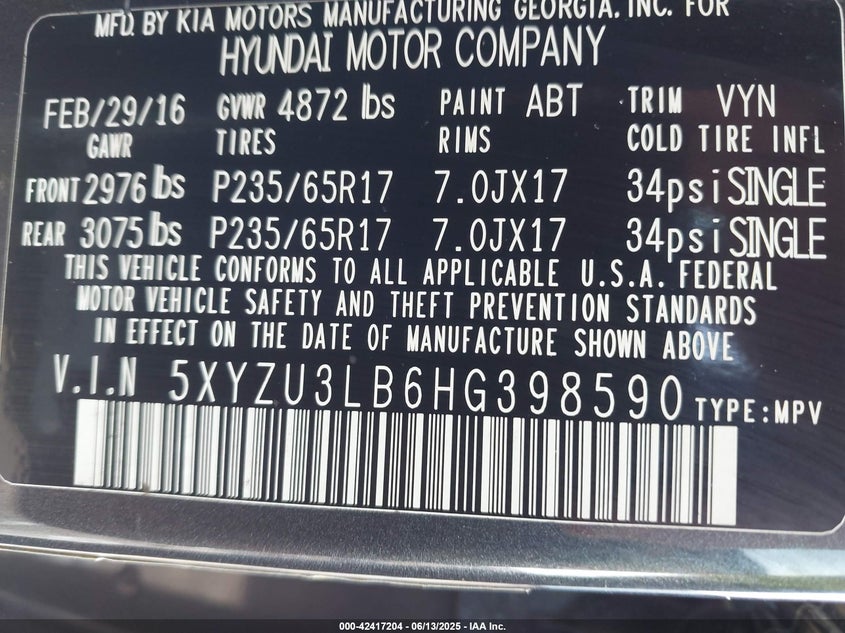 MFD. BY KIA MOTORS MANUFACTURING GEORGIA, INC. FOR
HYUNDAI MOTOR COMPANY
FEB/29/16 GVWR 4872 lbs PAINT ABT TRIM VYN
GAWR TIRES RIMS COLD TIRE INFL
FRONT 2976 lbs P235/65R17 7.0JX17 34psi SINGLE
REAR 3075 lbs P235/65R17 7.0JX17 34psi SINGLE
THIS VEHICLE CONFORMS TO ALL APPLICABLE U.S.A. FEDERAL
MOTOR VEHICLE SAFETY AND THEFT PREVENTION STANDARDS
IN EFFECT ON THE DATE OF MANUFACTURE SHOWN ABOVE
V.I.N 5XYZU3LB6HG398590 TYPE:MPV
000-42417204 - 06/13/2025 - IAA Inc.